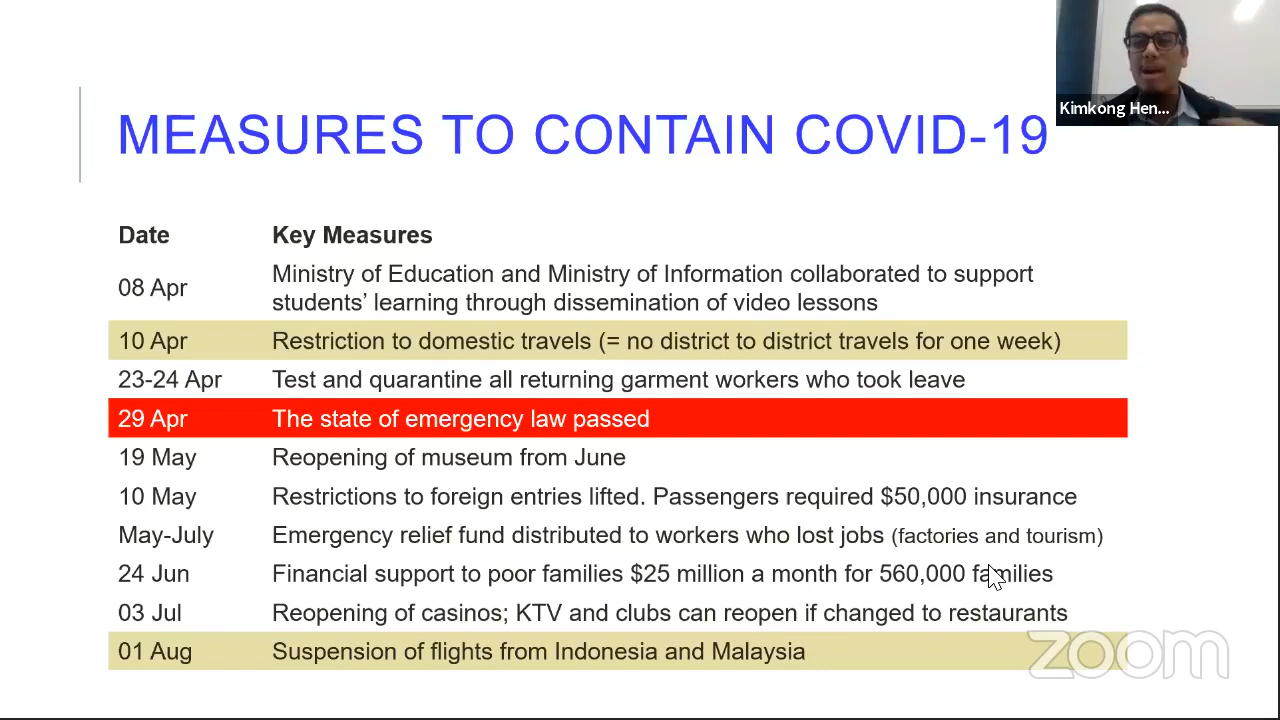 Kimkong Hen...
MEASURES TO CONTAIN COVID-19
Date Key Measures
08 Apr Ministry of Education and Ministry of Information collaborated to support
students' learning through dissemination of video lessons
10 Apr Restriction to domestic travels (= no district to district travels for one week)
23-24 Apr Test and quarantine all returning garment workers who took leave
29 Apr The state of emergency law passed
19 May Reopening of museum from June
10 May Restrictions to foreign entries lifted. Passengers required $50,000 insurance
May-July Emergency relief fund distributed to workers who lost jobs (factories and tourism)
24 Jun Financial support to poor families $25 million a month for 560,000 families
03 Jul Reopening of casinos; KTV and clubs can reopen if changed to restaurants
01 Aug Suspension of flights from Indonesia and Malaysia
zoom